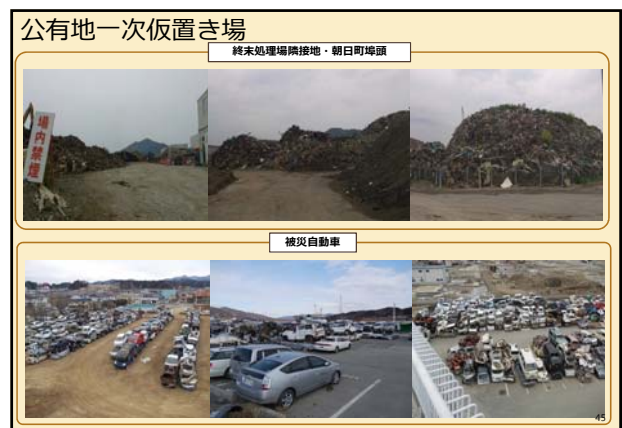 公有地一次仮置き場
終末処理場隣接地・朝日町埠頭
場内禁煙
被災自動車
45